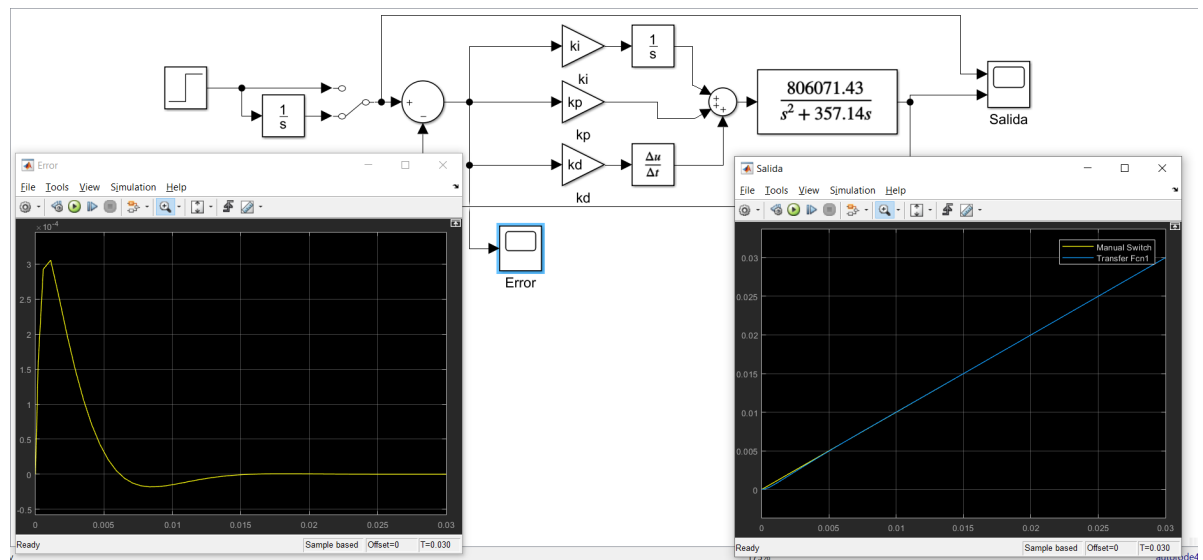 ki
1
s
ki
kp
kp
kd
kd
Δu
Δt
1
s
+
−
+
+
+
806071.43
s² + 357.14s
Salida
Error
Error
File Tools View Simulation Help
×10⁻⁴
3
2.5
2
1.5
1
0.5
0
-0.5
0 0.005 0.01 0.015 0.02 0.025 0.03
Ready Sample based Offset=0 T=0.030
Salida
File Tools View Simulation Help
Manual Switch
Transfer Fcn1
0.03
0.025
0.02
0.015
0.01
0.005
0
0 0.005 0.01 0.015 0.02 0.025 0.03
Ready Sample based Offset=0 T=0.030